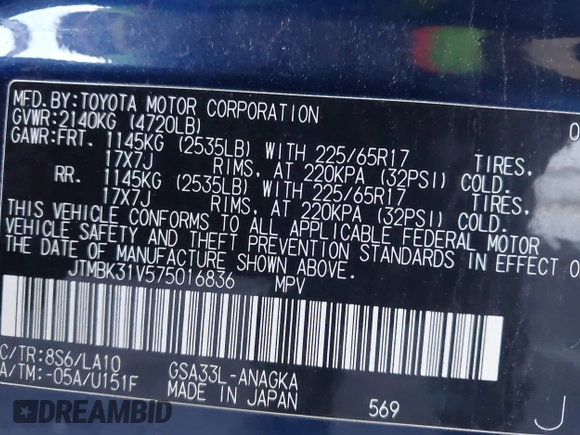 MFD.BY:TOYOTA MOTOR CORPORATION 0
GVWR:2140KG (4720LB)
GAWR:FRT. 1145KG (2535LB) WITH 225/65R17 TIRES,
17X7J RIMS, AT 220KPA (32PSI) COLD.
RR. 1145KG (2535LB) WITH 225/65R17 TIRES,
17X7J RIMS, AT 220KPA (32PSI) COLD.
THIS VEHICLE CONFORMS TO ALL APPLICABLE FEDERAL MOTOR
VEHICLE SAFETY AND THEFT PREVENTION STANDARDS IN EFFECT ON
THE DATE OF MANUFACTURE SHOWN ABOVE.
JTMBK31V575016836 MPV
C/TR:8S6/LA10 GSA33L-ANAGKA
A/TM:-05A/U151F MADE IN JAPAN 569 J
DREAMBID